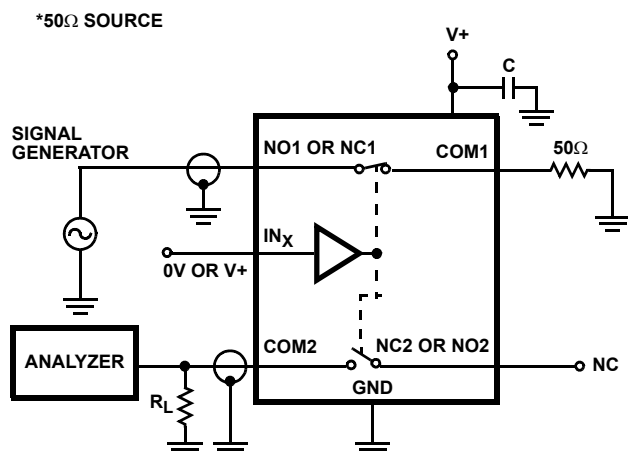 *50Ω SOURCE
V+
C
SIGNAL
GENERATOR
NO1 OR NC1
COM1
50Ω
INX
0V OR V+
ANALYZER
COM2
NC2 OR NO2
NC
RL
GND